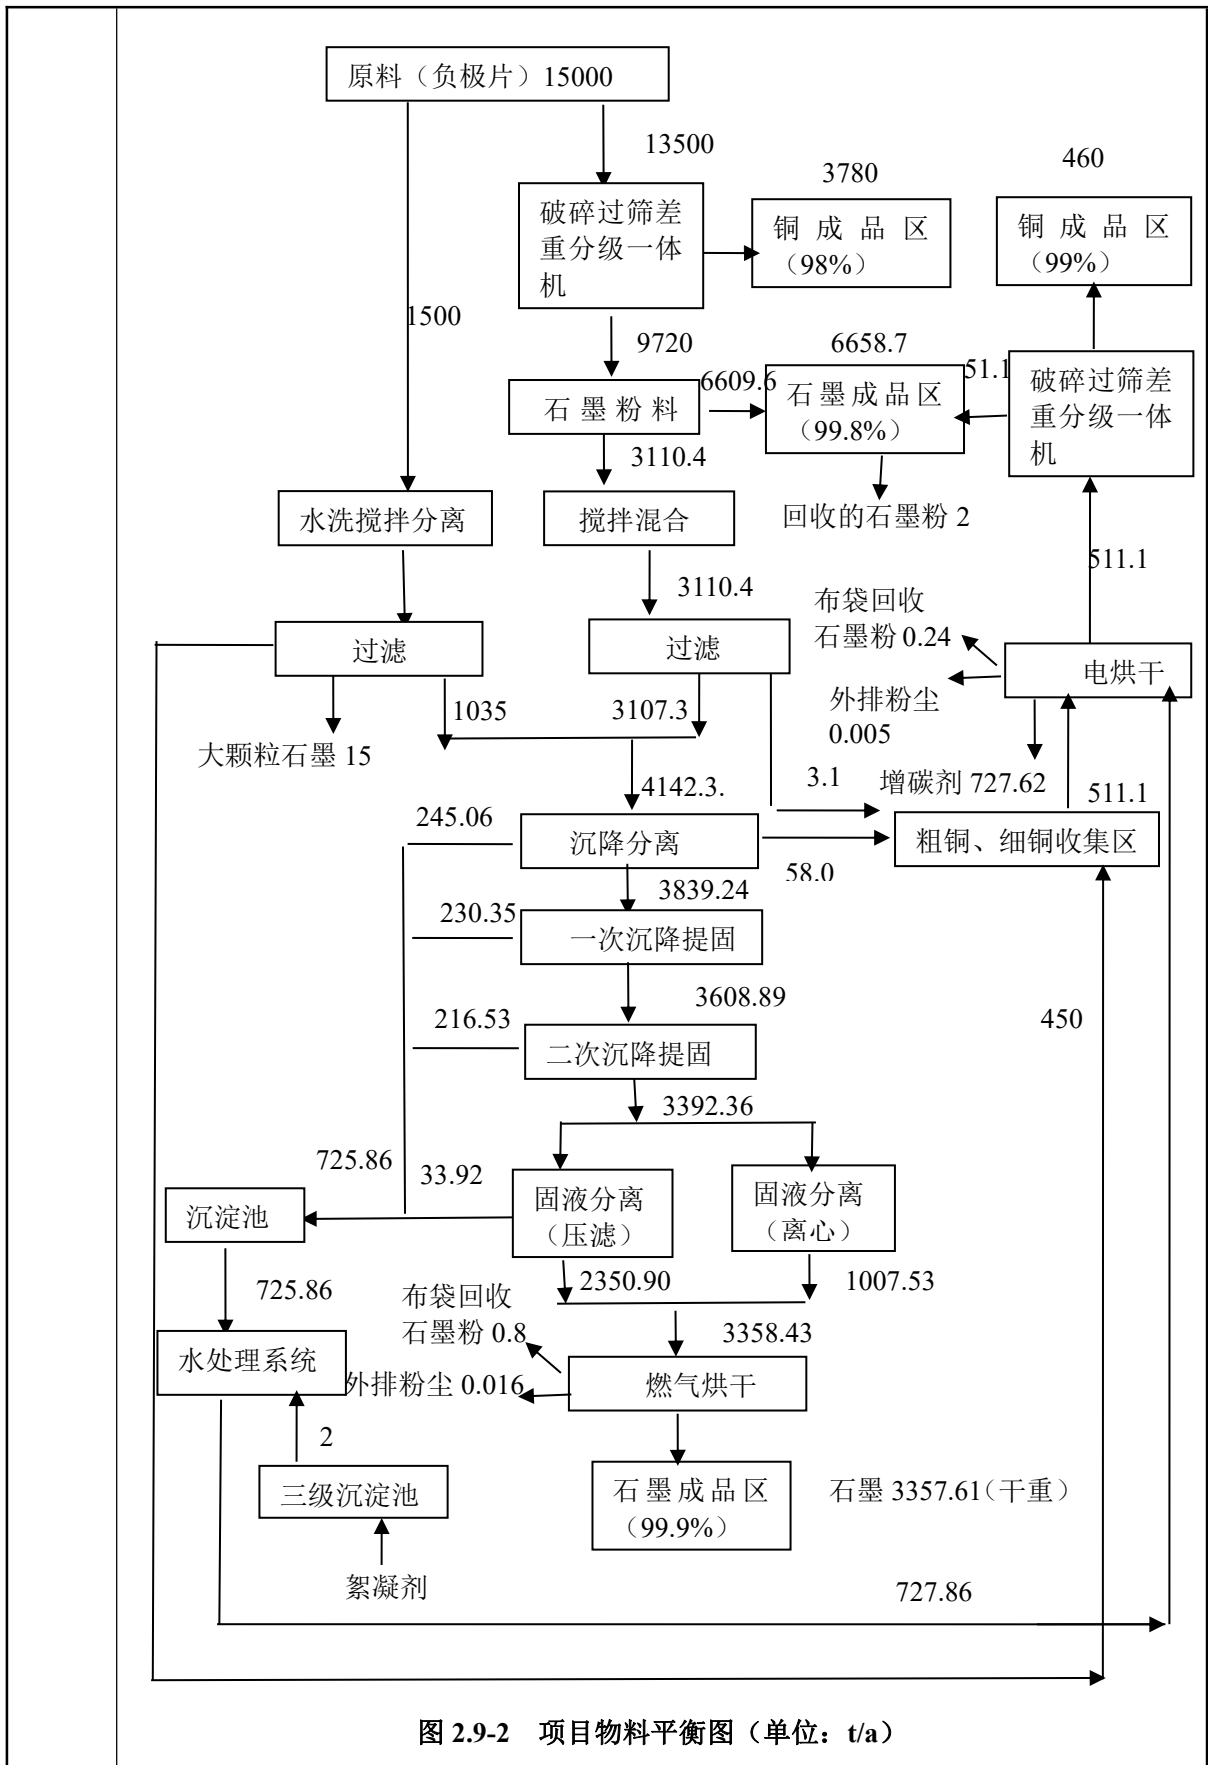 原料（负极片）15000
13500
3780
460
破碎过筛差
重分级一体
机
铜成品区
（98%）
铜成品区
（99%）
1500
9720
6658.7
6609.6
51.1
石墨粉料
石墨成品区
（99.8%）
破碎过筛差
重分级一体
机
3110.4
水洗搅拌分离
搅拌混合
回收的石墨粉 2
511.1
3110.4
布袋回收
石墨粉 0.24
过滤
过滤
电烘干
外排粉尘
0.005
1035
3107.3
大颗粒石墨 15
3.1
增碳剂 727.62
4142.3.
511.1
245.06
沉降分离
粗铜、细铜收集区
58.0
3839.24
230.35
一次沉降提固
3608.89
216.53
450
二次沉降提固
3392.36
725.86
33.92
沉淀池
固液分离
（压滤）
固液分离
（离心）
725.86
2350.90
1007.53
布袋回收
石墨粉 0.8
3358.43
水处理系统
外排粉尘 0.016
燃气烘干
2
三级沉淀池
石墨成品区
（99.9%）
石墨 3357.61（干重）
絮凝剂
727.86
图 2.9-2 项目物料平衡图（单位：t/a）